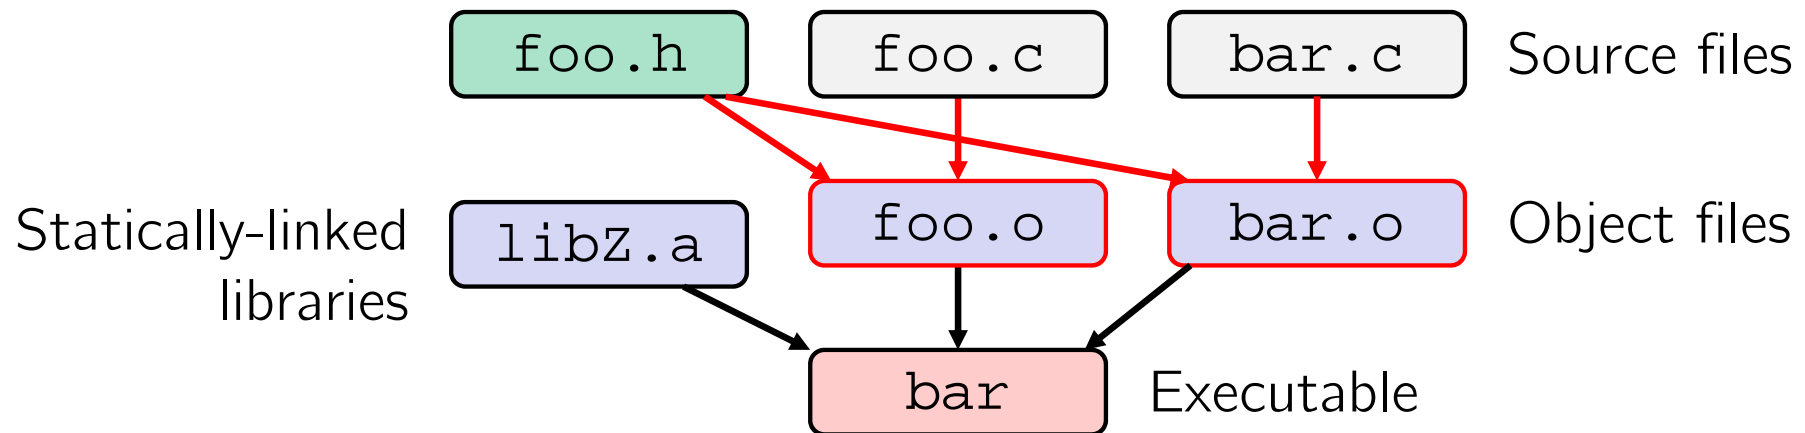 foo.h foo.c bar.c Source files
Statically-linked
libraries
libZ.a foo.o bar.o Object files
bar Executable